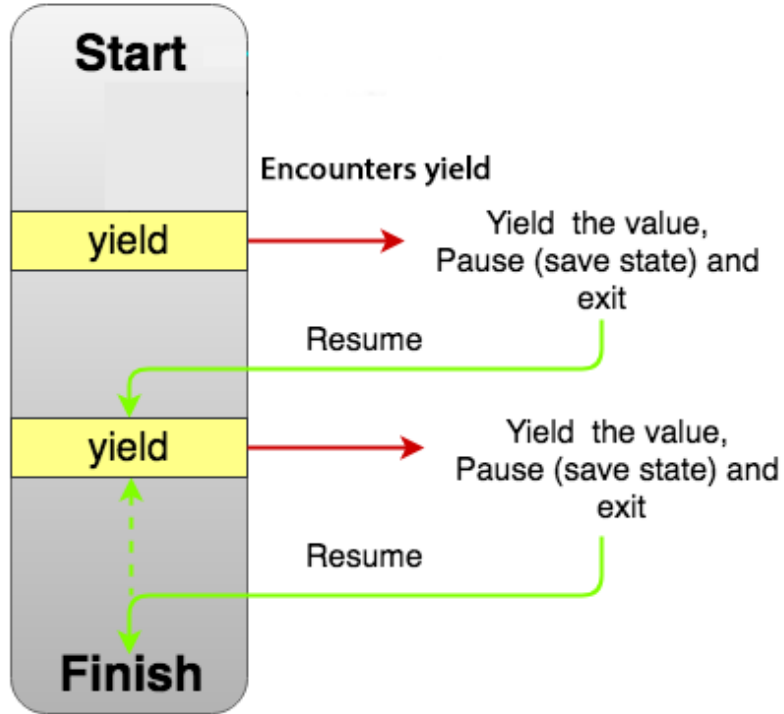 Start
Encounters yield
yield
Yield the value,
Pause (save state) and
exit
Resume
yield
Yield the value,
Pause (save state) and
exit
Resume
Finish